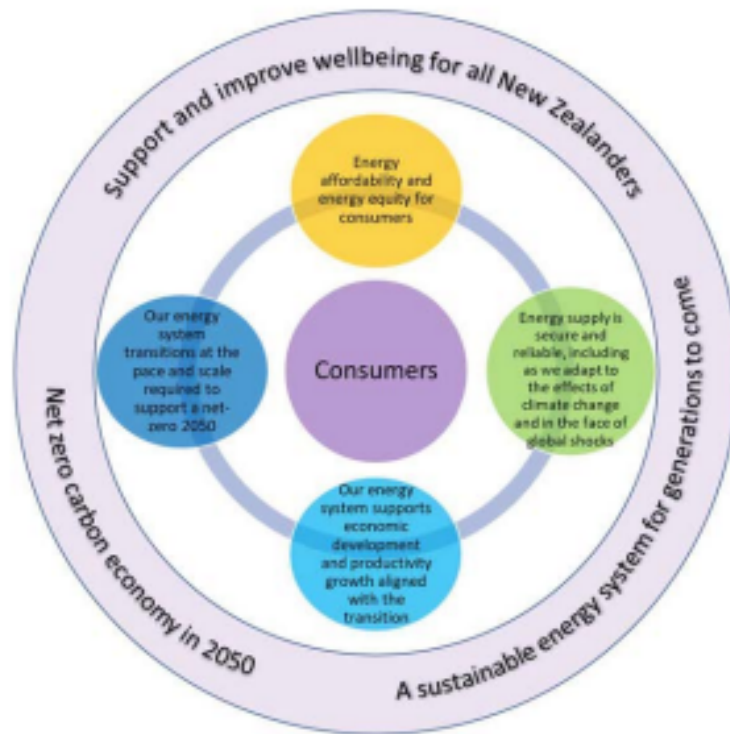 Support and improve wellbeing for all New Zealanders
Energy
affordability and
energy equity for
consumers
Our energy
system
transitions at the
pace and scale
required to
support a net-
zero 2050
Consumers
Energy supply is
secure and
reliable, including
as we adapt to
the effects of
climate change
and in the face of
global shocks
Our energy
system supports
economic
development
and productivity
growth aligned
with the
transition
Net zero carbon economy in 2050
A sustainable energy system for generations to come